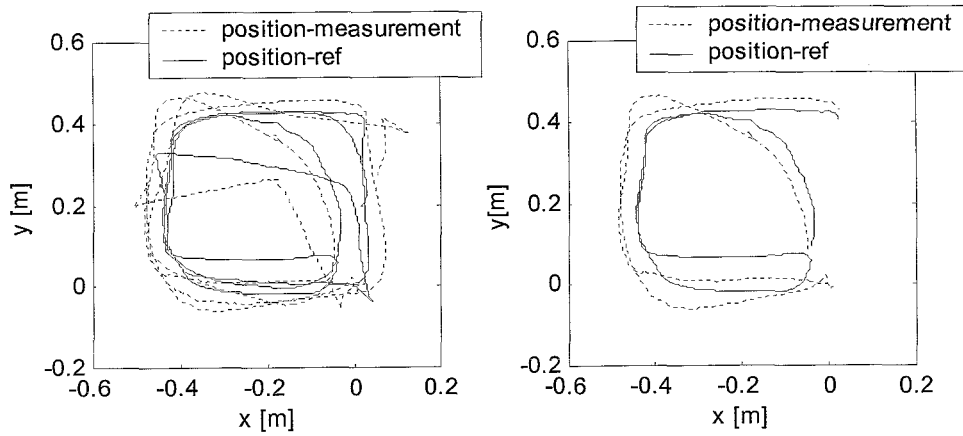 position-measurement
position-ref
0.6
0.4
0.2
0
-0.2
y [m]
-0.6
-0.4
-0.2
0
0.2
x [m]
position-measurement
position-ref
0.6
0.4
0.2
0
0.2
y[m]
-0.6
-0.4
-0.2
0
0.2
x [m]